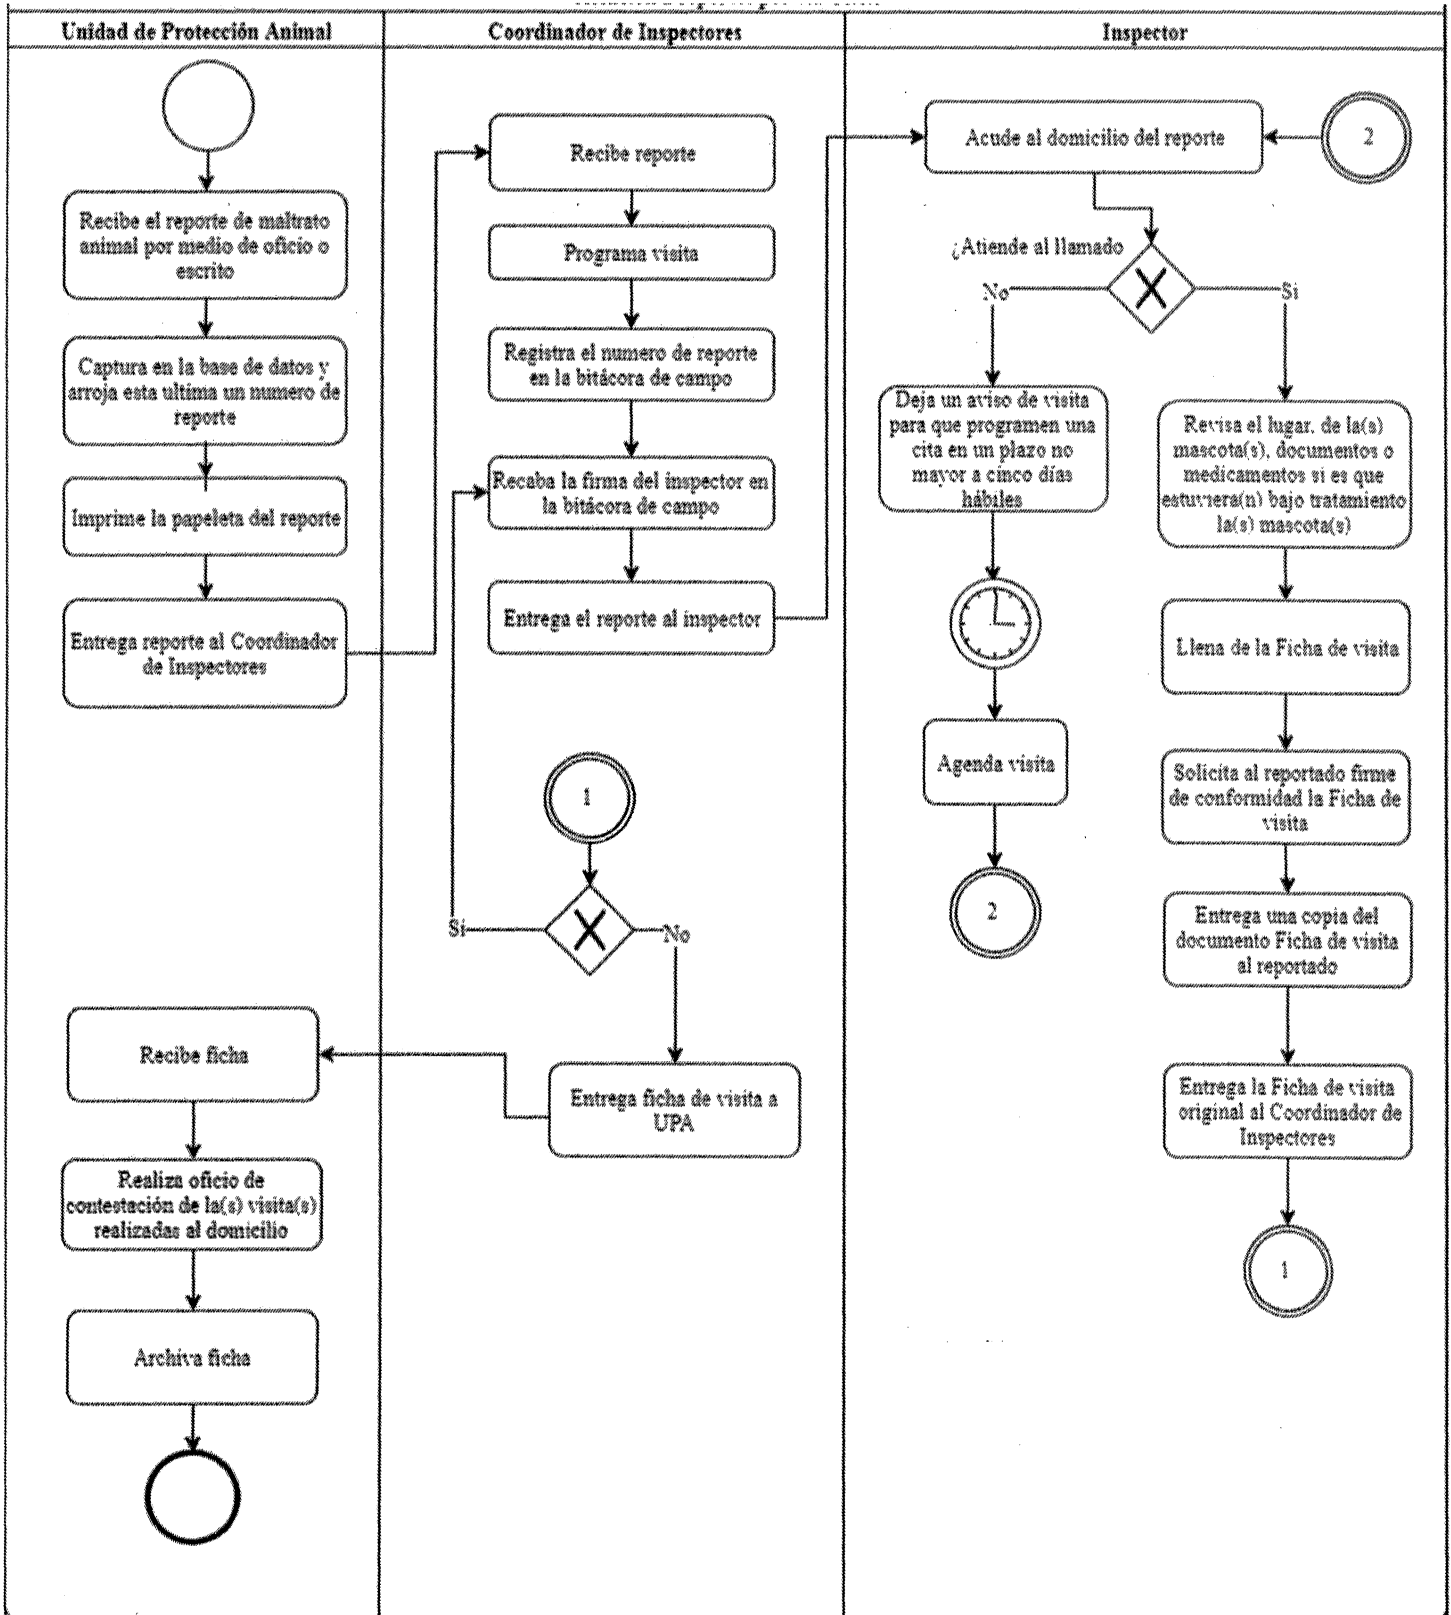 Unidad de Protección Animal
Coordinador de Inspectores
Inspector
Recibe el reporte de maltrato
animal por medio de oficio o
escrito
Captura en la base de datos y
arroja esta ultima un numero de
reporte
Imprime la papeleta del reporte
Entrega reporte al Coordinador
de Inspectores
Recibe ficha
Realiza oficio de
contestación de la(s) visita(s)
realizadas al domicilio
Archiva ficha
Recibe reporte
Programa visita
Registra el numero de reporte
en la bitácora de campo
Recaba la firma del inspector en
la bitácora de campo
Entrega el reporte al inspector
1
Si
No
Entrega ficha de visita a
UPA
Acude al domicilio del reporte
2
¿Atiende al llamado
No
Si
Deja un aviso de visita
para que programen una
cita en un plazo no
mayor a cinco días
hábiles
Agenda visita
2
Revisa el lugar. de la(s)
mascota(s), documentos o
medicamentos si es que
estuviera(n) bajo tratamiento
la(s) mascota(s)
Llena de la Ficha de visita
Solicita al reportado firme
de conformidad la Ficha de
visita
Entrega una copia del
documento Ficha de visita
al reportado
Entrega la Ficha de visita
original al Coordinador de
Inspectores
1